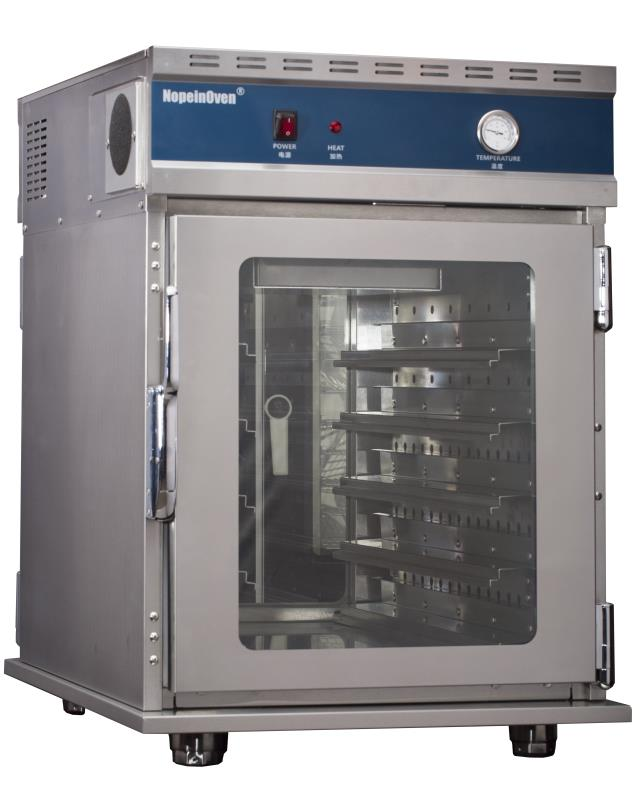 NopeinOven®
POWER
电源
HEAT
加热
TEMPERATURE
温度